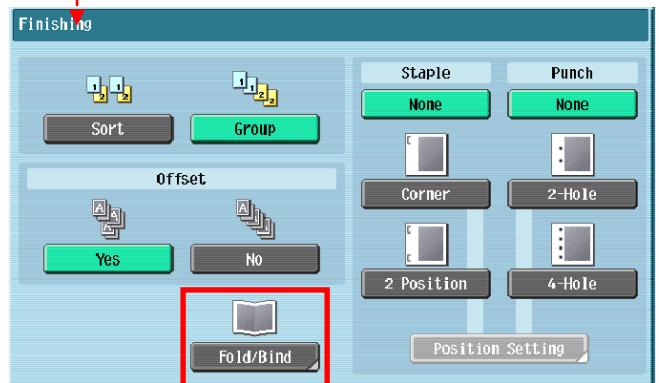 Finishing
Staple
Punch
None
None
Sort
Group
Corner
2-Hole
Offset
Yes
No
2 Position
4-Hole
Fold/Bind
Position Setting